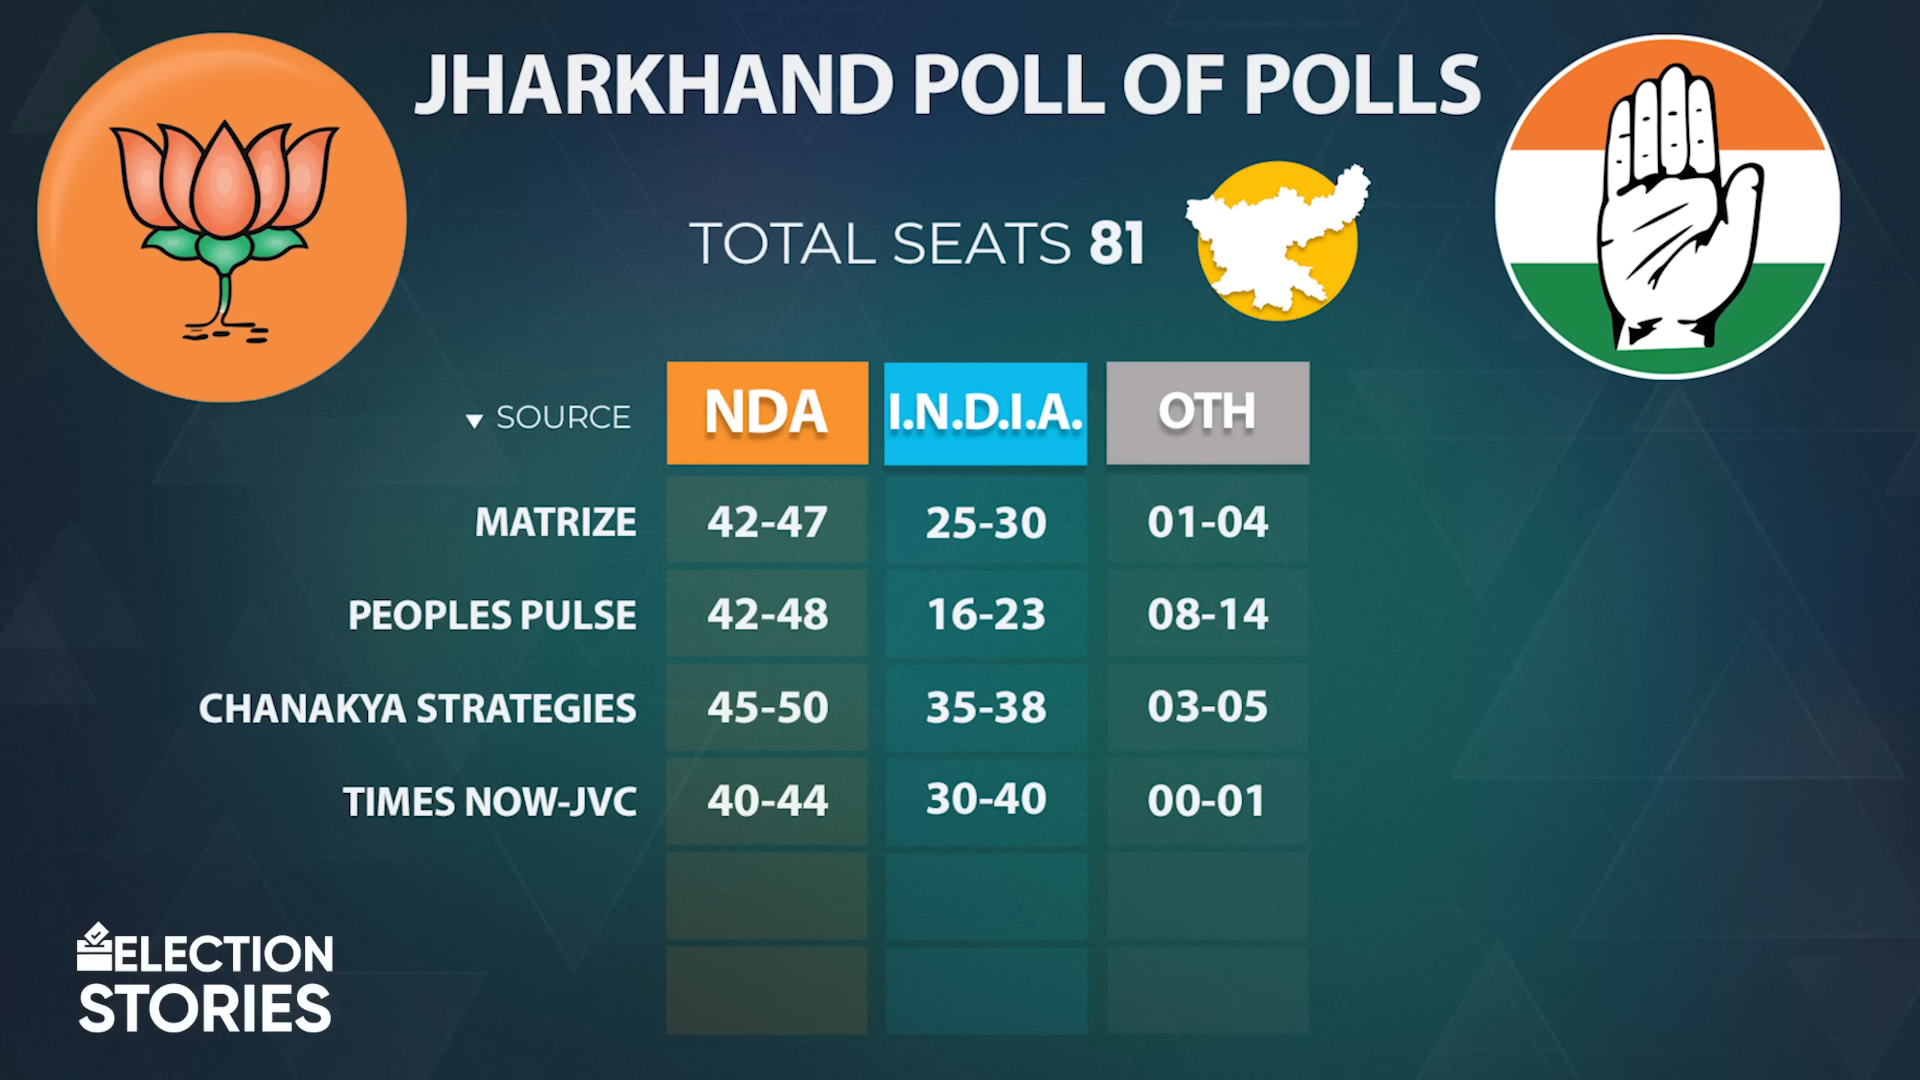 JHARKHAND POLL OF POLLS
TOTAL SEATS 81
▼ SOURCE NDA I.N.D.I.A. OTH
MATRIZE 42-47 25-30 01-04
PEOPLES PULSE 42-48 16-23 08-14
CHANAKYA STRATEGIES 45-50 35-38 03-05
TIMES NOW-JVC 40-44 30-40 00-01
ELECTION
STORIES